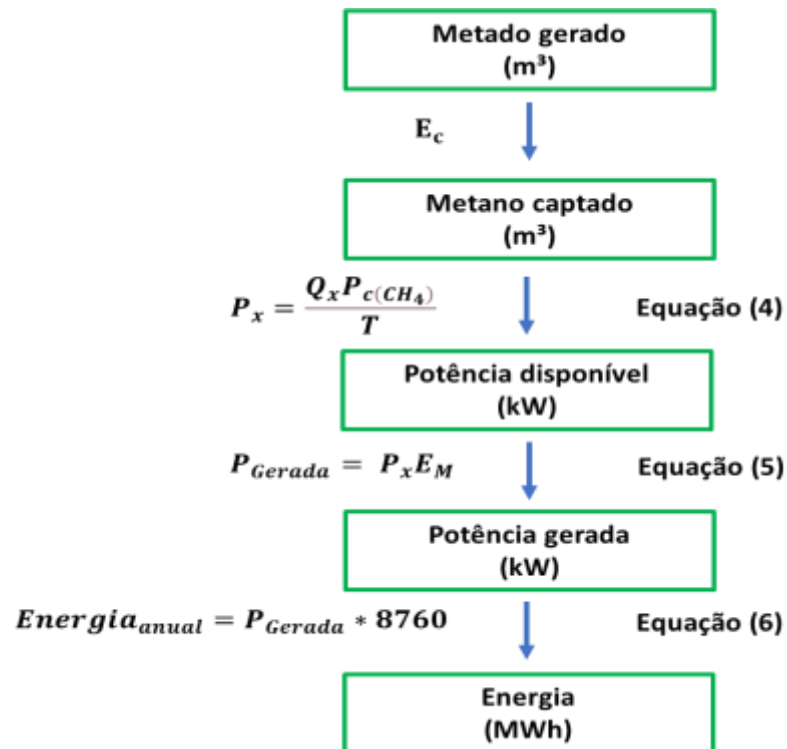 Metado gerado
(m³)
E_c
Metano captado
(m³)
P_x = Q_x P_c(CH_4) / T
Equação (4)
Potência disponível
(kW)
P_Gerada = P_x E_M
Equação (5)
Potência gerada
(kW)
Energia_anual = P_Gerada * 8760
Equação (6)
Energia
(MWh)